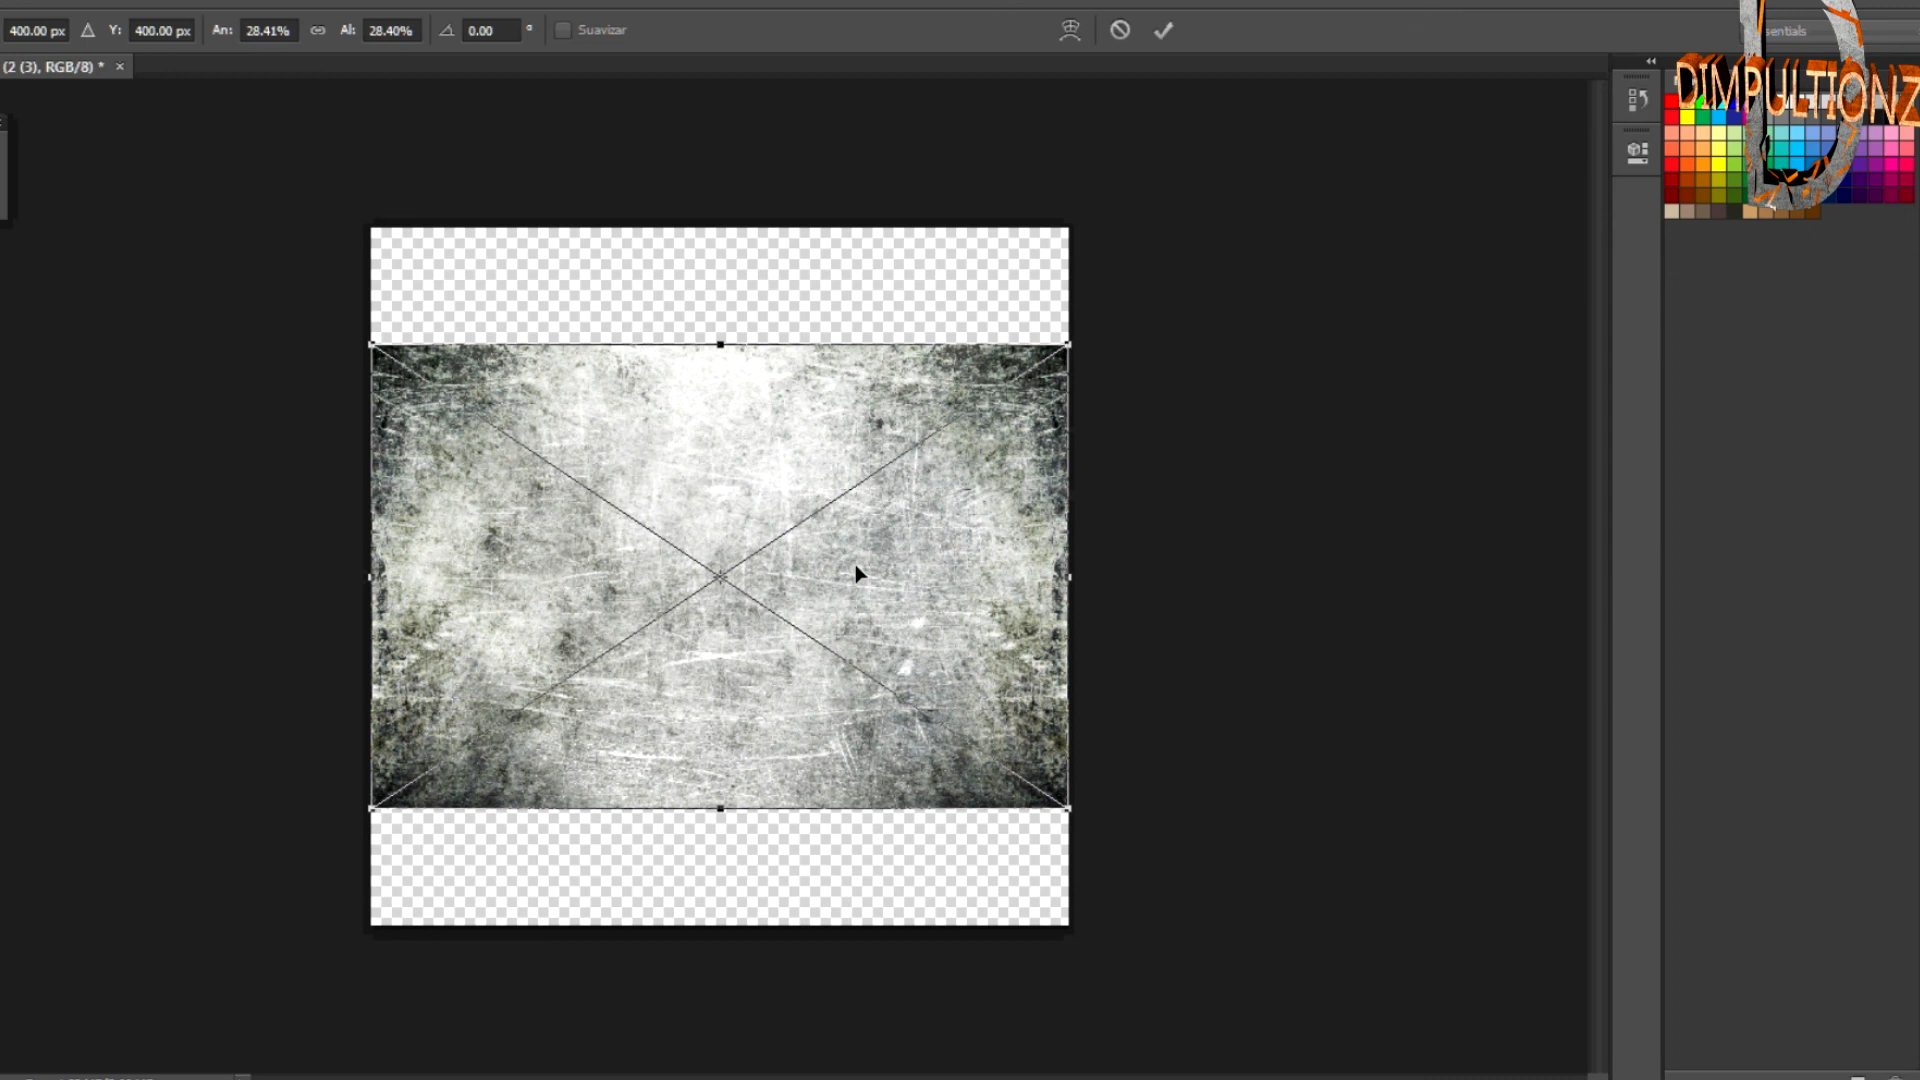 400.00 px Y: 400.00 px An: 28.41% Al: 28.40% 0.00 ° Suavizar
sentials
(2 (3), RGB/8) * ×
DIMPULTIONZ
D